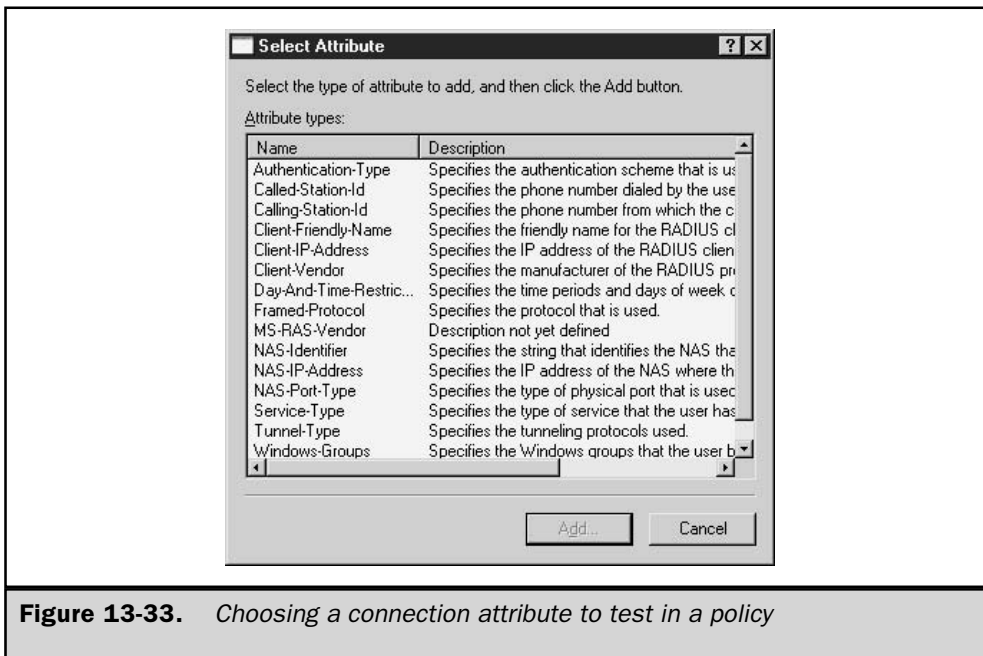 Select Attribute
Select the type of attribute to add, and then click the Add button.
Attribute types:
Name Description
Authentication-Type Specifies the authentication scheme that is us
Called-Station-Id Specifies the phone number dialed by the use
Calling-Station-Id Specifies the phone number from which the c
Client-Friendly-Name Specifies the friendly name for the RADIUS cl
Client-IP-Address Specifies the IP address of the RADIUS clien
Client-Vendor Specifies the manufacturer of the RADIUS pr
Day-And-Time-Restric... Specifies the time periods and days of week
Framed-Protocol Specifies the protocol that is used.
MS-RAS-Vendor Description not yet defined
NAS-Identifier Specifies the string that identifies the NAS tha
NAS-IP-Address Specifies the IP address of the NAS where th
NAS-Port-Type Specifies the type of physical port that is used
Service-Type Specifies the type of service that the user has
Tunnel-Type Specifies the tunneling protocols used.
Windows-Groups Specifies the Windows groups that the user b
Add... Cancel
Figure 13-33. Choosing a connection attribute to test in a policy